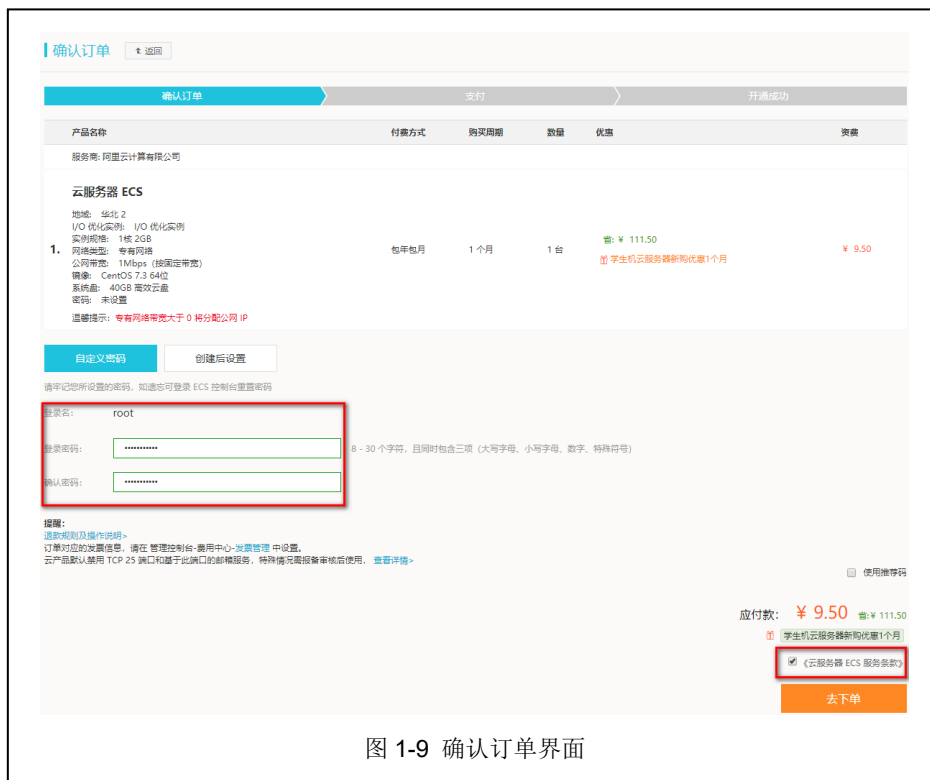 确认订单 返回
确认订单 支付 开通成功
产品名称 付费方式 购买周期 数量 优惠 资费
服务商: 阿里云计算有限公司
云服务器 ECS
地域: 华北 2
I/O 优化实例: I/O 优化实例
实例规格: 1核 2GB
1. 网络类型: 专有网络 包年包月 1 个月 1 台 省: ¥ 111.50 ¥ 9.50
公网带宽: 1Mbps（按固定带宽） 学生机云服务器新购优惠1个月
镜像: CentOS 7.3 64位
系统盘: 40GB 高效云盘
密码: 未设置
温馨提示: 专有网络带宽大于 0 将分配公网 IP
自定义密码 创建后设置
请牢记您所设置的密码，如遗忘可登录 ECS 控制台重置密码
登录名: root
登录密码: ••••••••••• 8 - 30 个字符，且同时包含三项（大写字母、小写字母、数字、特殊符号）
确认密码: •••••••••••
提醒:
退款规则及操作说明>
订单对应的发票信息，请在 管理控制台-费用中心-发票管理 中设置。
云产品默认禁用 TCP 25 端口和基于此端口的邮箱服务，特殊情况需报备审核后使用， 查看详情>
使用推荐码
应付款: ¥ 9.50 省:¥ 111.50
学生机云服务器新购优惠1个月
《云服务器 ECS 服务条款》
去下单
图 1-9 确认订单界面